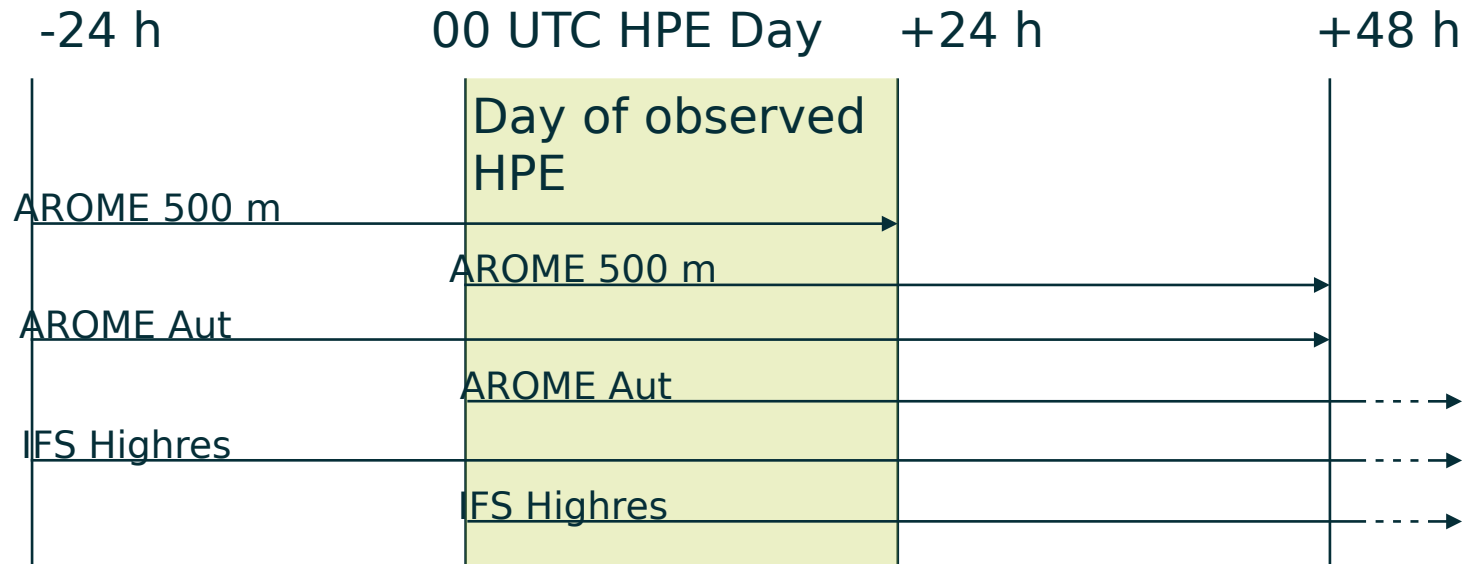 -24 h
00 UTC HPE Day
+24 h
+48 h
Day of observed
HPE
AROME 500 m
AROME 500 m
AROME Aut
AROME Aut
IFS Highres
IFS Highres